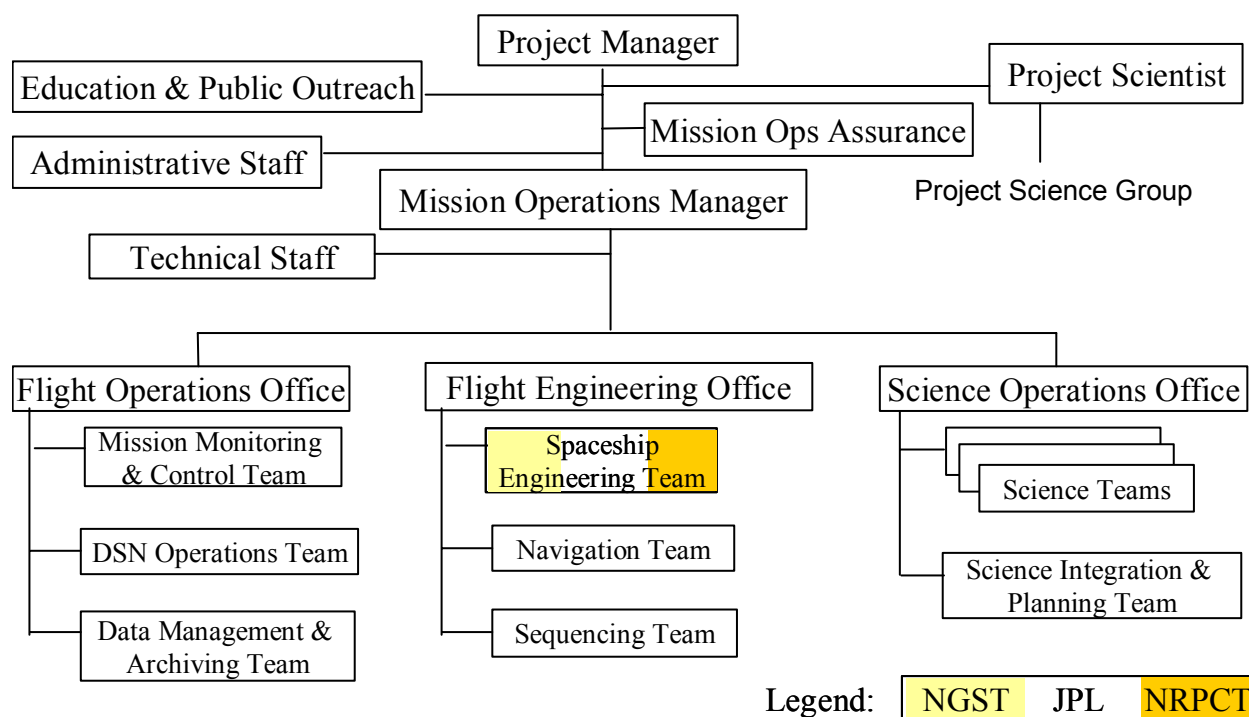 Project Manager
Education & Public Outreach
Project Scientist
Mission Ops Assurance
Administrative Staff
Project Science Group
Mission Operations Manager
Technical Staff
Flight Operations Office
Flight Engineering Office
Science Operations Office
Mission Monitoring
& Control Team
Spaceship
Engineering Team
Science Teams
DSN Operations Team
Navigation Team
Science Integration &
Planning Team
Data Management &
Archiving Team
Sequencing Team
Legend: NGST JPL NRPCT